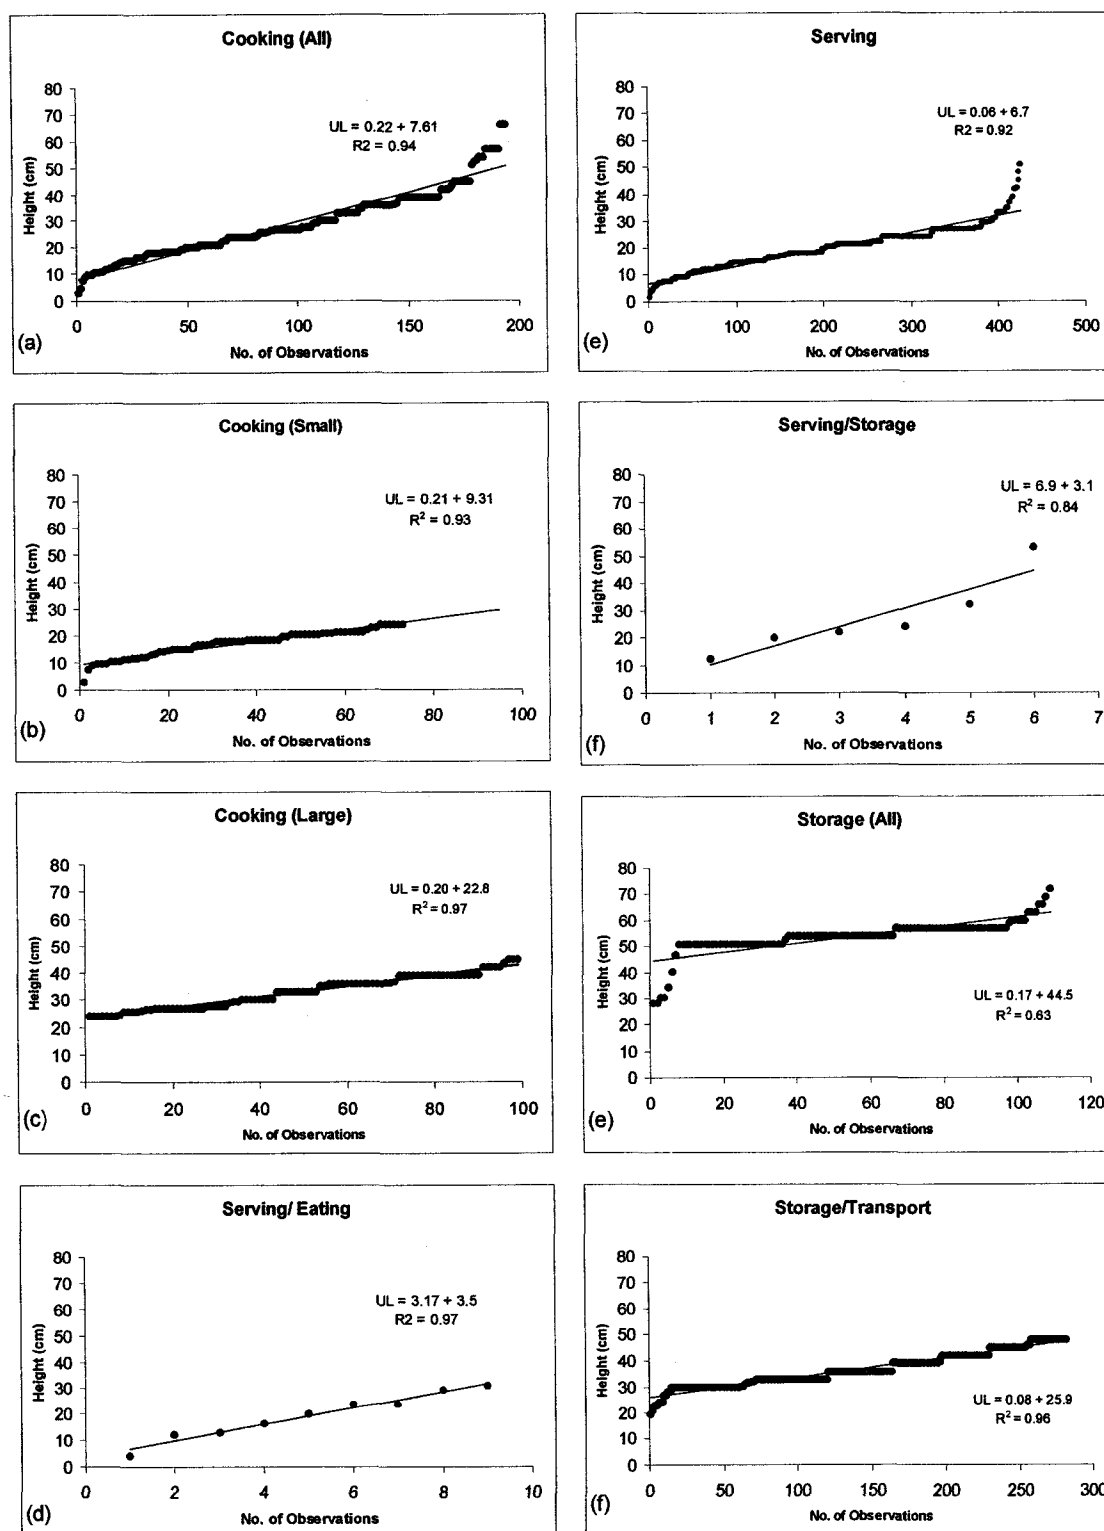 Cooking (All)
UL = 0.22 + 7.61
R2 = 0.94
Height (cm)
80
70
60
50
40
30
20
10
0
0 50 100 150 200
No. of Observations
(a)
Cooking (Small)
UL = 0.21 + 9.31
R² = 0.93
Height (cm)
80
70
60
50
40
30
20
10
0
0 20 40 60 80 100
No. of Observations
(b)
Cooking (Large)
UL = 0.20 + 22.8
R² = 0.97
Height (cm)
80
70
60
50
40
30
20
10
0
0 20 40 60 80 100
No. of Observations
(c)
Serving/ Eating
UL = 3.17 + 3.5
R2 = 0.97
Height (cm)
80
70
60
50
40
30
20
10
0
0 2 4 6 8 10
No. of Observations
(d)
Serving
UL = 0.06 + 6.7
R2 = 0.92
Height (cm)
80
70
60
50
40
30
20
10
0
0 100 200 300 400 500
No. of Observations
(e)
Serving/Storage
UL = 6.9 + 3.1
R² = 0.84
Height (cm)
80
70
60
50
40
30
20
10
0
0 1 2 3 4 5 6 7
No. of Observations
(f)
Storage (All)
UL = 0.17 + 44.5
R² = 0.63
Height (cm)
80
70
60
50
40
30
20
10
0
0 20 40 60 80 100 120
No. of Observations
(e)
Storage/Transport
UL = 0.08 + 25.9
R² = 0.96
Height (cm)
80
70
60
50
40
30
20
10
0
0 50 100 150 200 250 300
No. of Observations
(f)